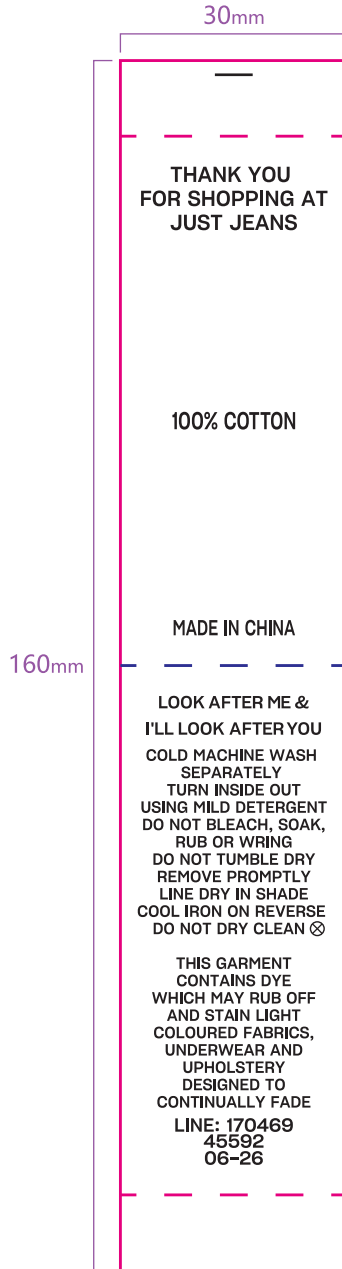 30mm
THANK YOU
FOR SHOPPING AT
JUST JEANS
100% COTTON
MADE IN CHINA
160mm
LOOK AFTER ME &
I'LL LOOK AFTER YOU
COLD MACHINE WASH
SEPARATELY
TURN INSIDE OUT
USING MILD DETERGENT
DO NOT BLEACH, SOAK,
RUB OR WRING
DO NOT TUMBLE DRY
REMOVE PROMPTLY
LINE DRY IN SHADE
COOL IRON ON REVERSE
DO NOT DRY CLEAN ⊗
THIS GARMENT
CONTAINS DYE
WHICH MAY RUB OFF
AND STAIN LIGHT
COLOURED FABRICS,
UNDERWEAR AND
UPHOLSTERY
DESIGNED TO
CONTINUALLY FADE
LINE: 170469
45592
06-26